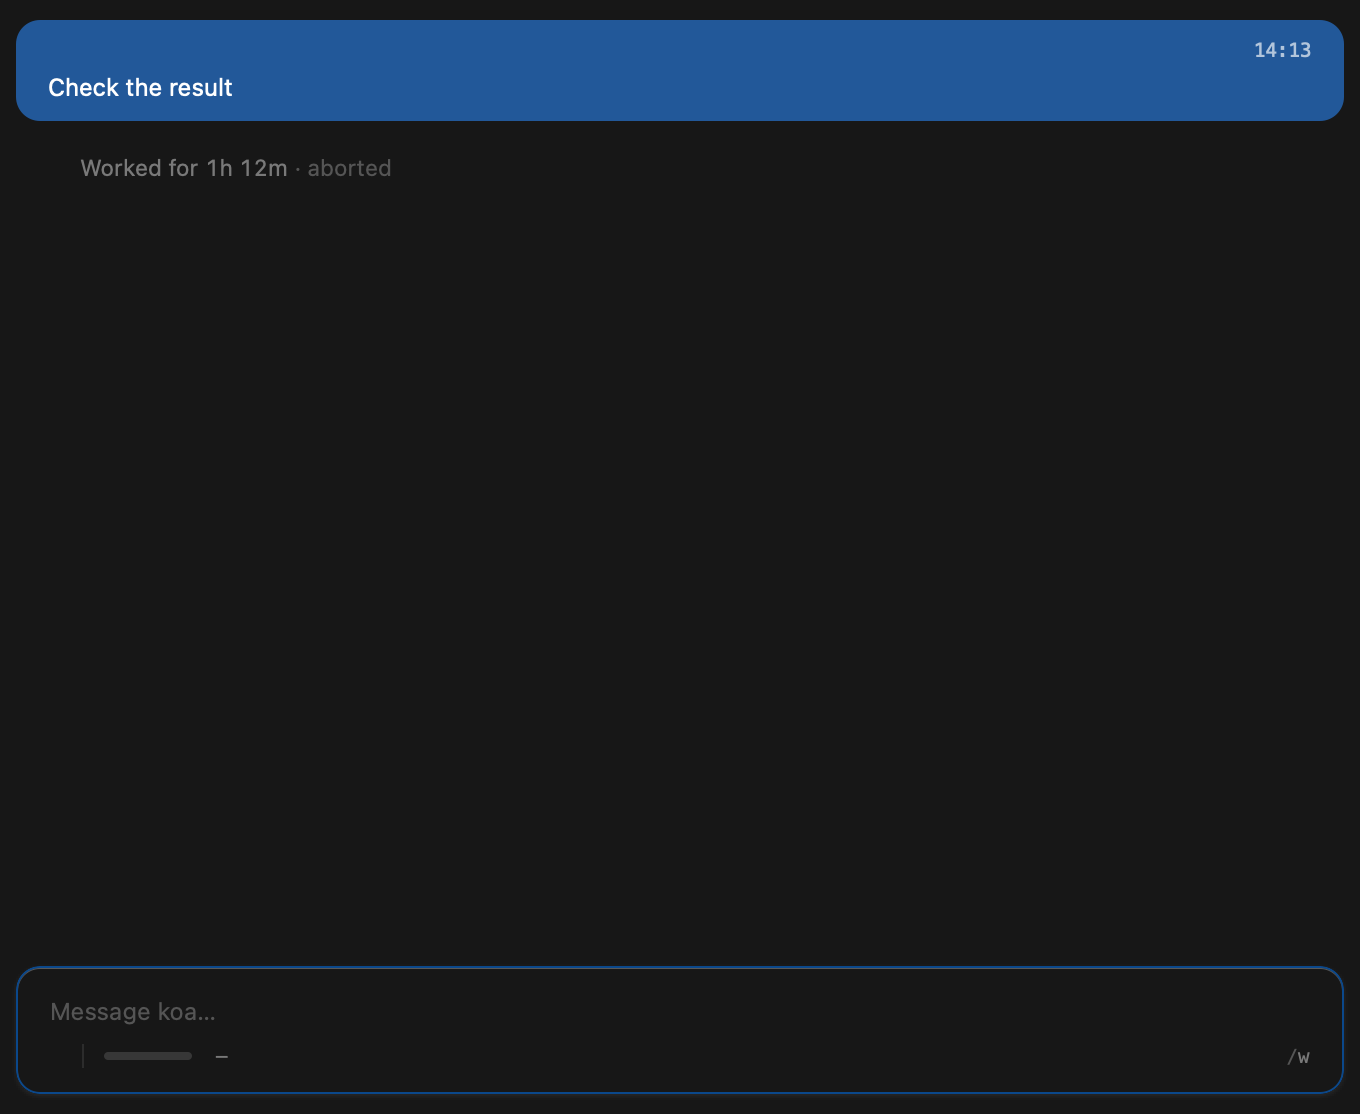 14:13
Check the result
Worked for 1h 12m · aborted
Message koa...
—
/w